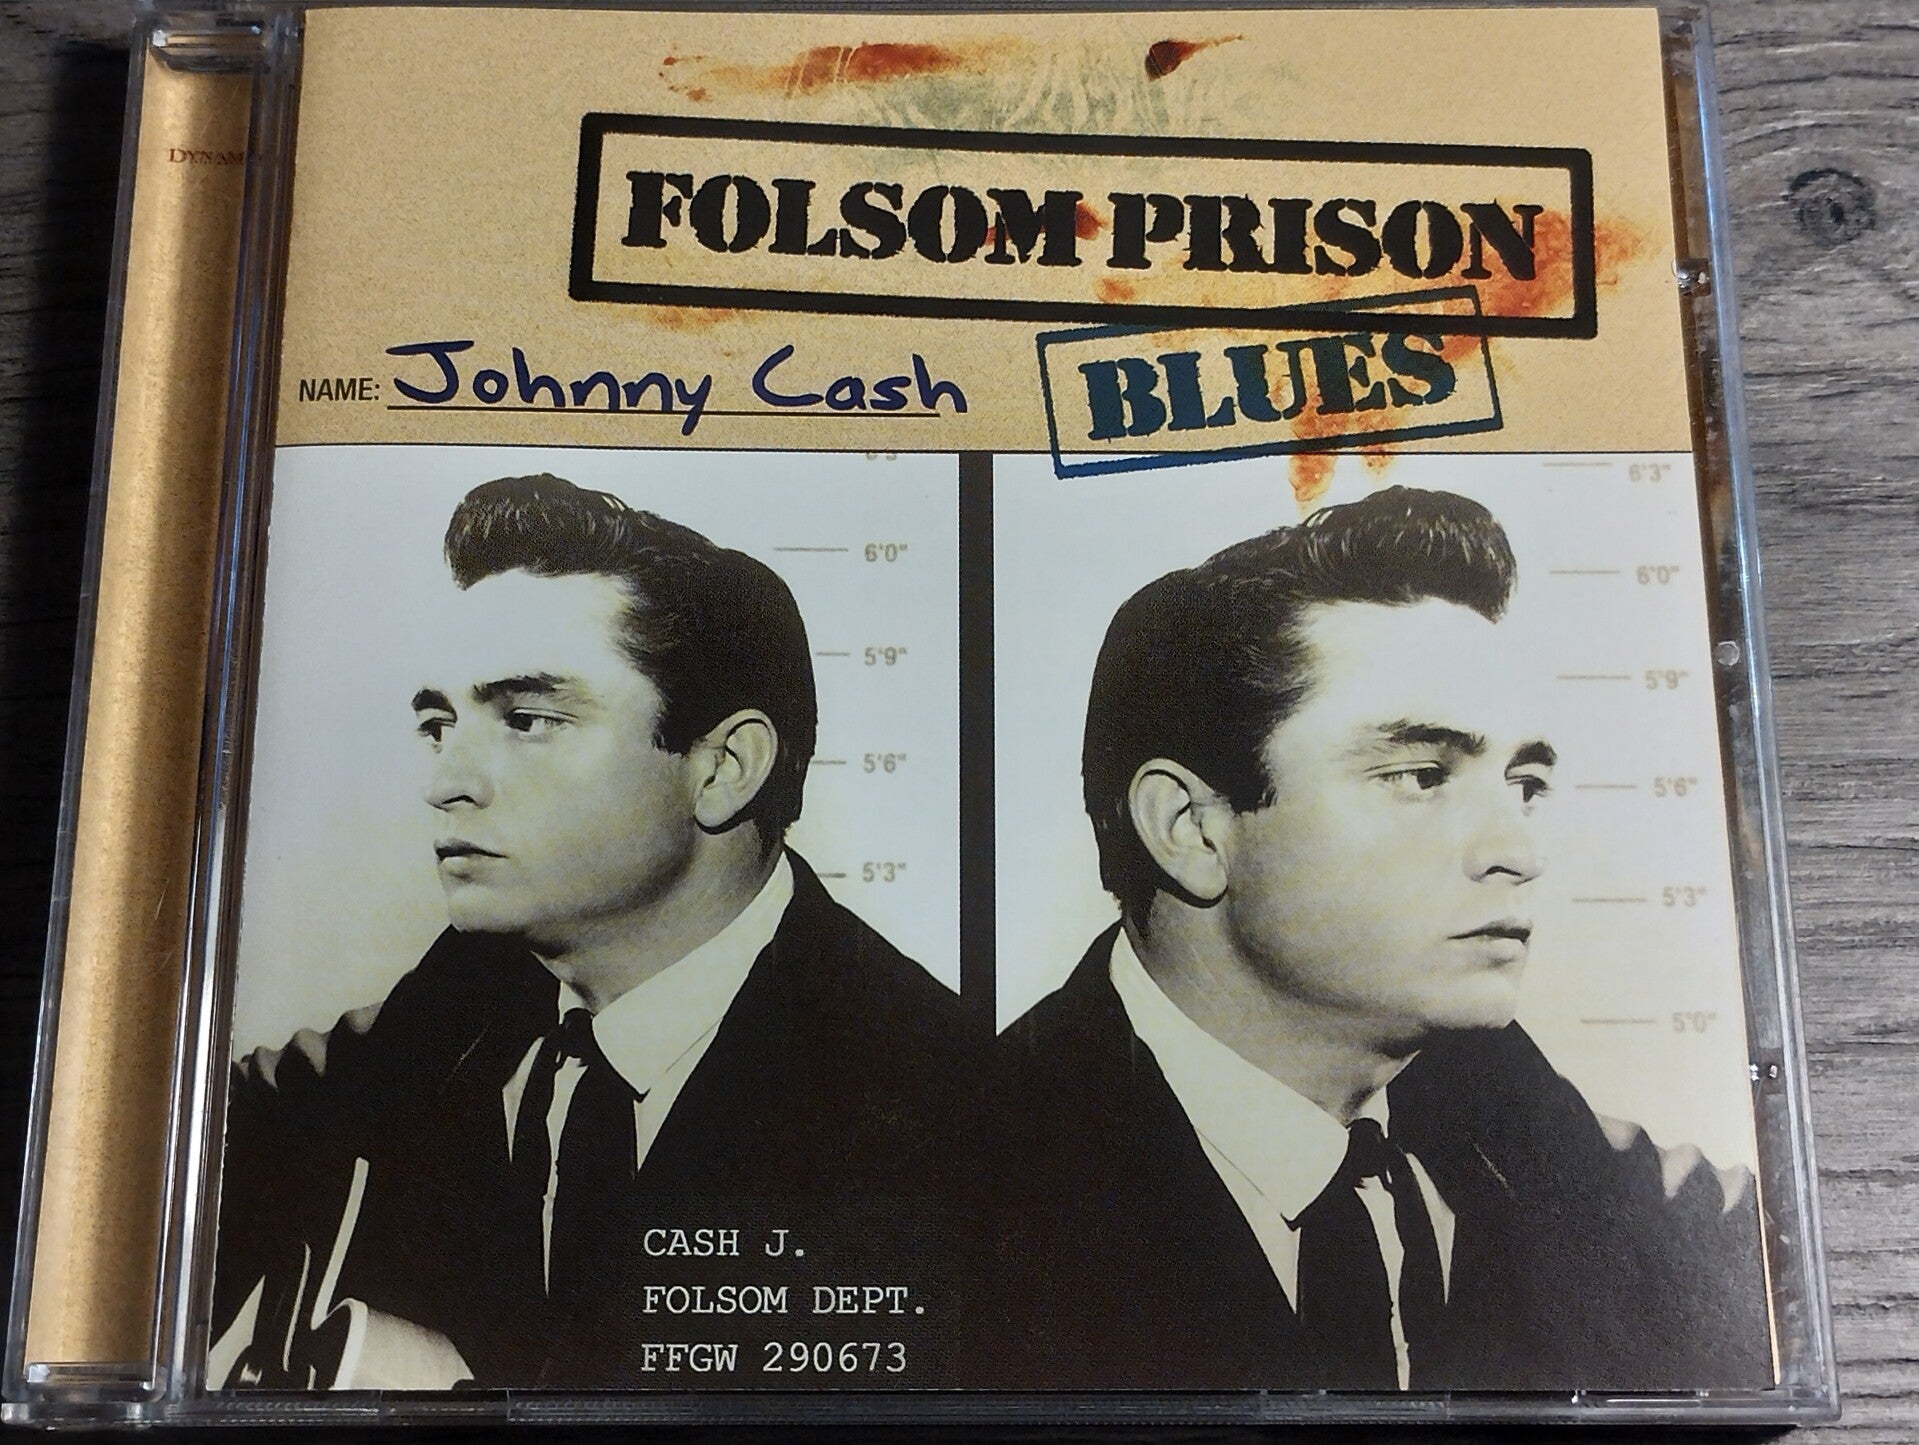 FOLSOM PRISON
BLUES
NAME: Johnny Cash
6'0"
5'9"
5'6"
5'3"
6'3"
6'0"
5'9"
5'6"
5'3"
5'0"
CASH J.
FOLSOM DEPT.
FFGW 290673